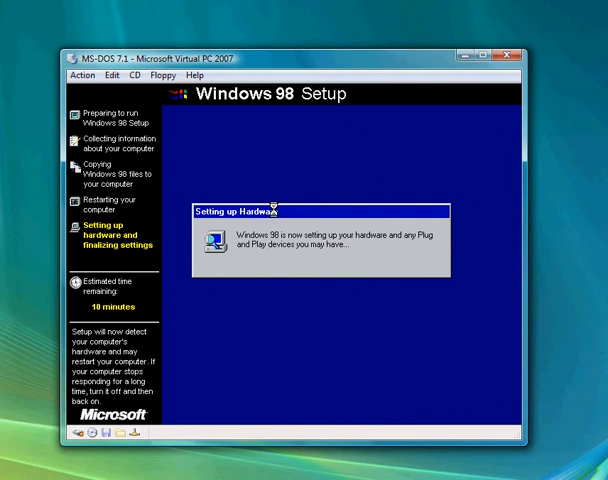 MS-DOS 7.1 - Microsoft Virtual PC 2007
Action Edit CD Floppy Help
Windows 98 Setup
Preparing to run
Windows 98 Setup
Collecting information
about your computer
Copying
Windows 98 files to
your computer
Restarting your
computer
Setting up
hardware and
finalizing settings
Estimated time
remaining:
10 minutes
Setup will now detect
your computer's
hardware and may
restart your computer. If
your computer stops
responding for a long
time, turn it off and then
back on.
Microsoft
Setting up Hardware
Windows 98 is now setting up your hardware and any Plug
and Play devices you may have...